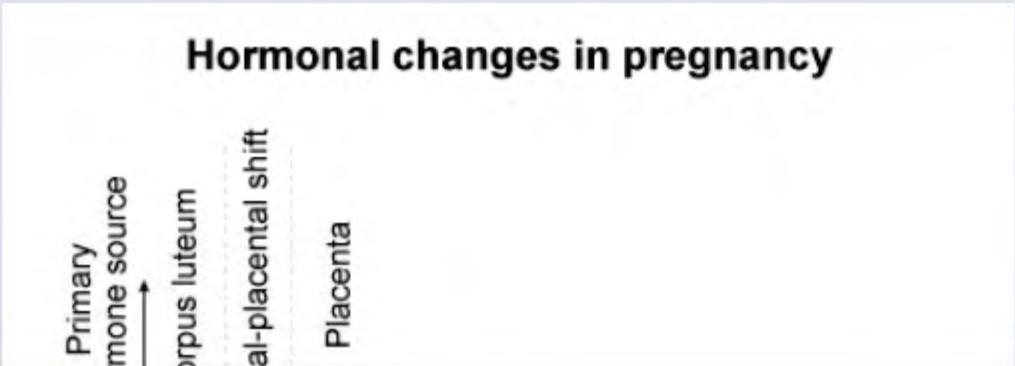 Hormonal changes in pregnancy
Primary
mone source
orpus luteum
al-placental shift
Placenta